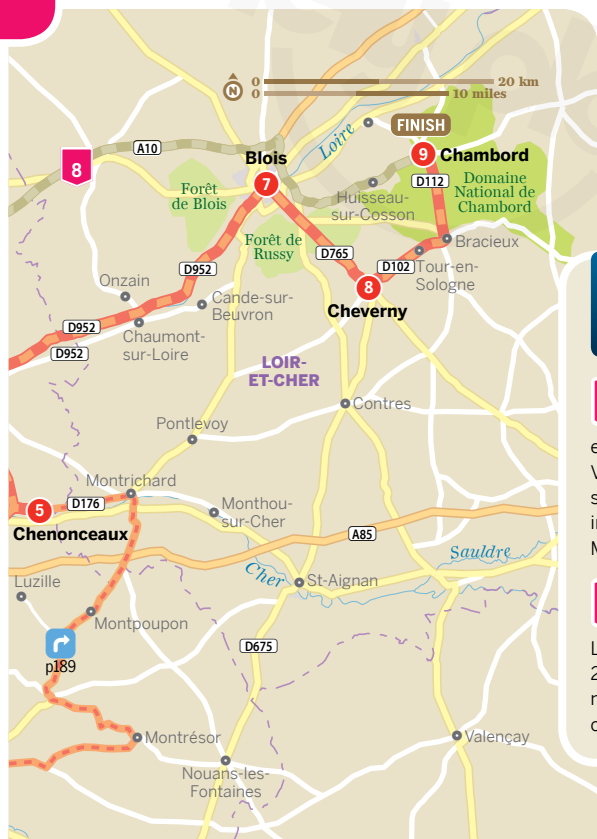 0 20 km
N
0 10 miles
FINISH
Loire
A10
8
Blois
9 Chambord
7
D112
Forêt
de Blois
Domaine
National de
Chambord
Huisseau-
sur-Cosson
Forêt de
Russy
D765
Bracieux
D952
D102
Tour-en-
Sologne
Onzain
8
Cande-sur-
Beuvron
Cheverny
D952
D952
Chaumont-
sur-Loire
LOIR-
ET-CHER
Contres
Pontlevoy
Montrichard
5
D176
Monthou-
sur-Cher
Chenonceaux
A85
Sauldre
Cher
St-Aignan
Luzille
Montpoupon
p189
D675
Montrésor
Valençay
Nouans-les-
Fontaines